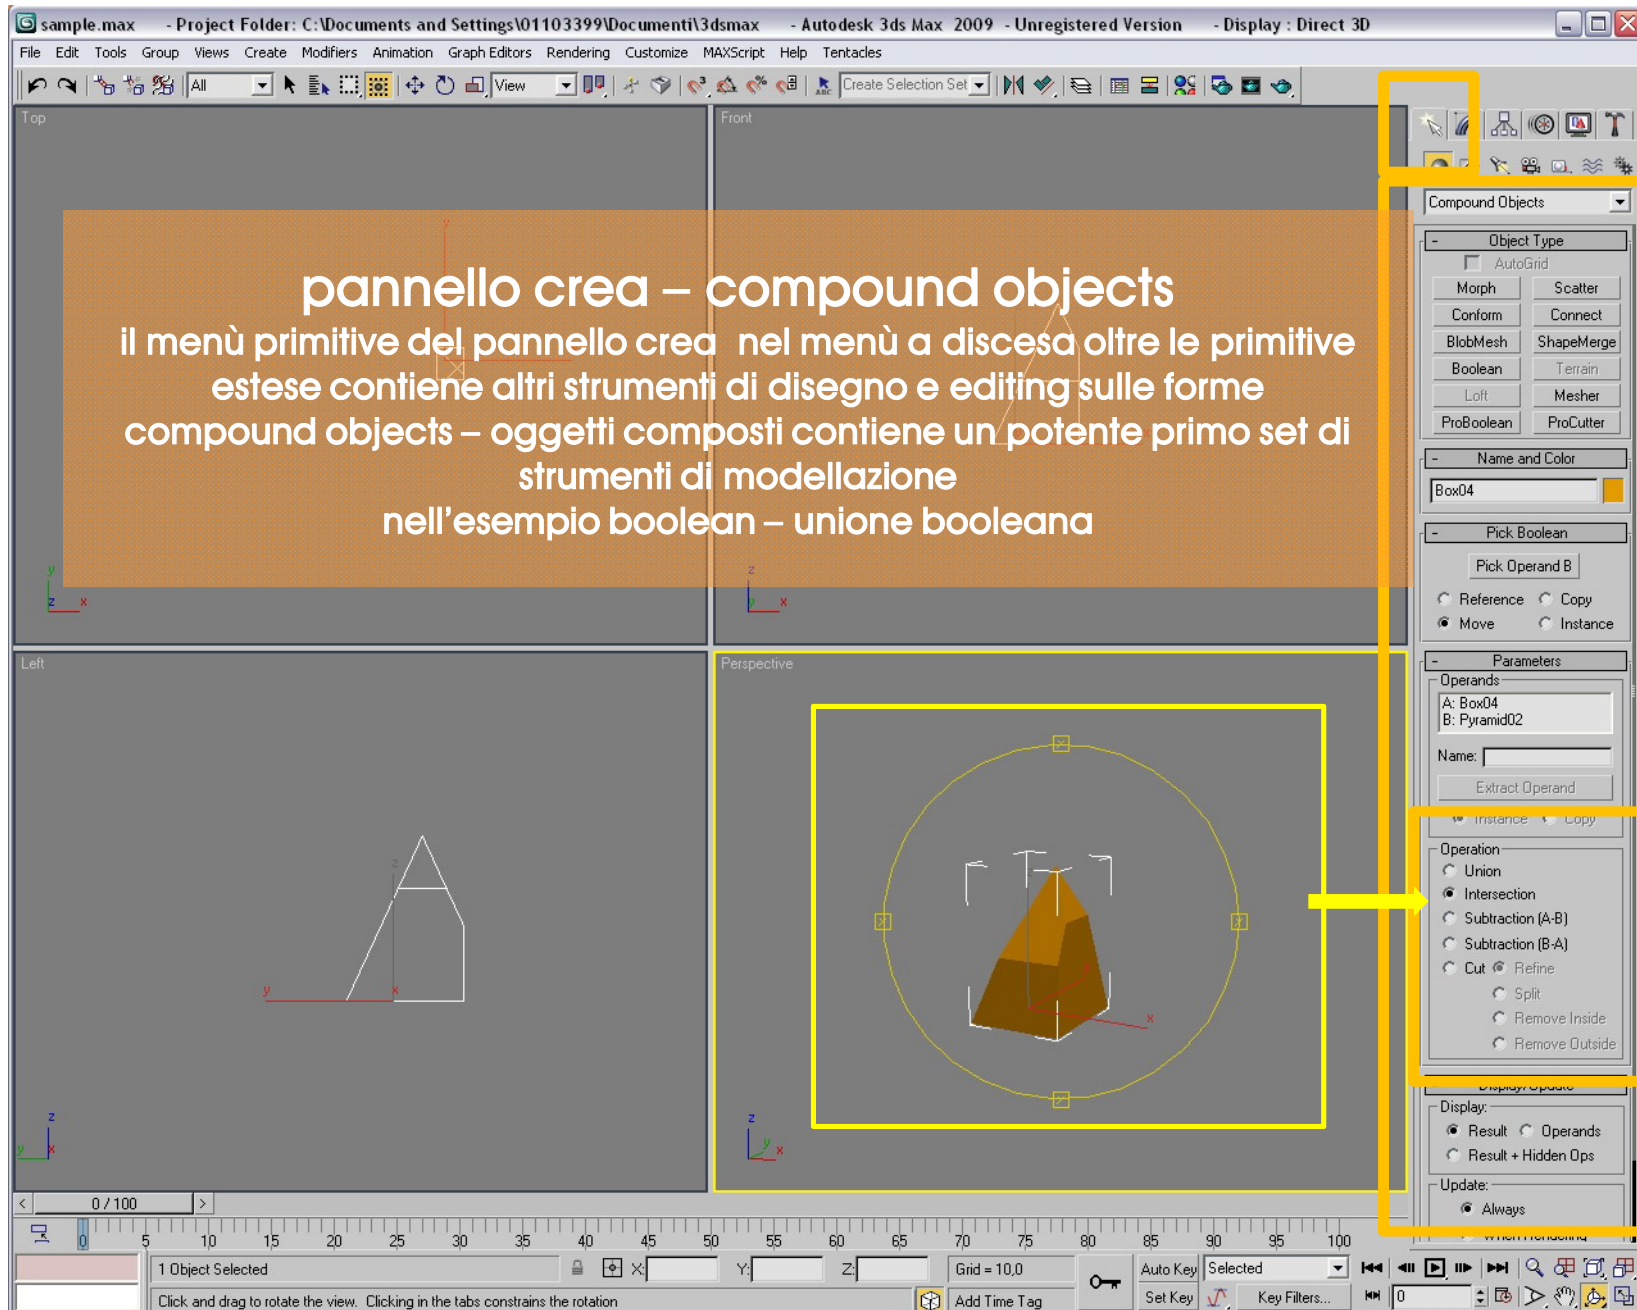 sample.max - Project Folder: C:\Documents and Settings\01103399\Documenti\3dsmax - Autodesk 3ds Max 2009 - Unregistered Version - Display : Direct 3D
File Edit Tools Group Views Create Modifiers Animation Graph Editors Rendering Customize MAXScript Help Tentacles
All View Create Selection Set
Top
Front
pannello crea – compound objects
il menù primitive del pannello crea nel menù a discesa oltre le primitive
estese contiene altri strumenti di disegno e editing sulle forme
compound objects – oggetti composti contiene un potente primo set di
strumenti di modellazione
nell'esempio boolean – unione booleana
y
z x
z
y x
Left
Perspective
z
y x
x
z
y x
z
y x
Compound Objects
- Object Type
AutoGrid
Morph Scatter
Conform Connect
BlobMesh ShapeMerge
Boolean Terrain
Loft Mesher
ProBoolean ProCutter
- Name and Color
Box04
- Pick Boolean
Pick Operand B
Reference Copy
Move Instance
- Parameters
Operands
A: Box04
B: Pyramid02
Name:
Extract Operand
Instance Copy
Operation
Union
Intersection
Subtraction (A-B)
Subtraction (B-A)
Cut Refine
Split
Remove Inside
Remove Outside
Display/Update
Display:
Result Operands
Result + Hidden Ops
Update:
Always
When Rendering
< 0 / 100 >
0 5 10 15 20 25 30 35 40 45 50 55 60 65 70 75 80 85 90 95 100
1 Object Selected X: Y: Z: Grid = 10,0 Auto Key Selected
Click and drag to rotate the view. Clicking in the tabs constrains the rotation Add Time Tag Set Key Key Filters... 0